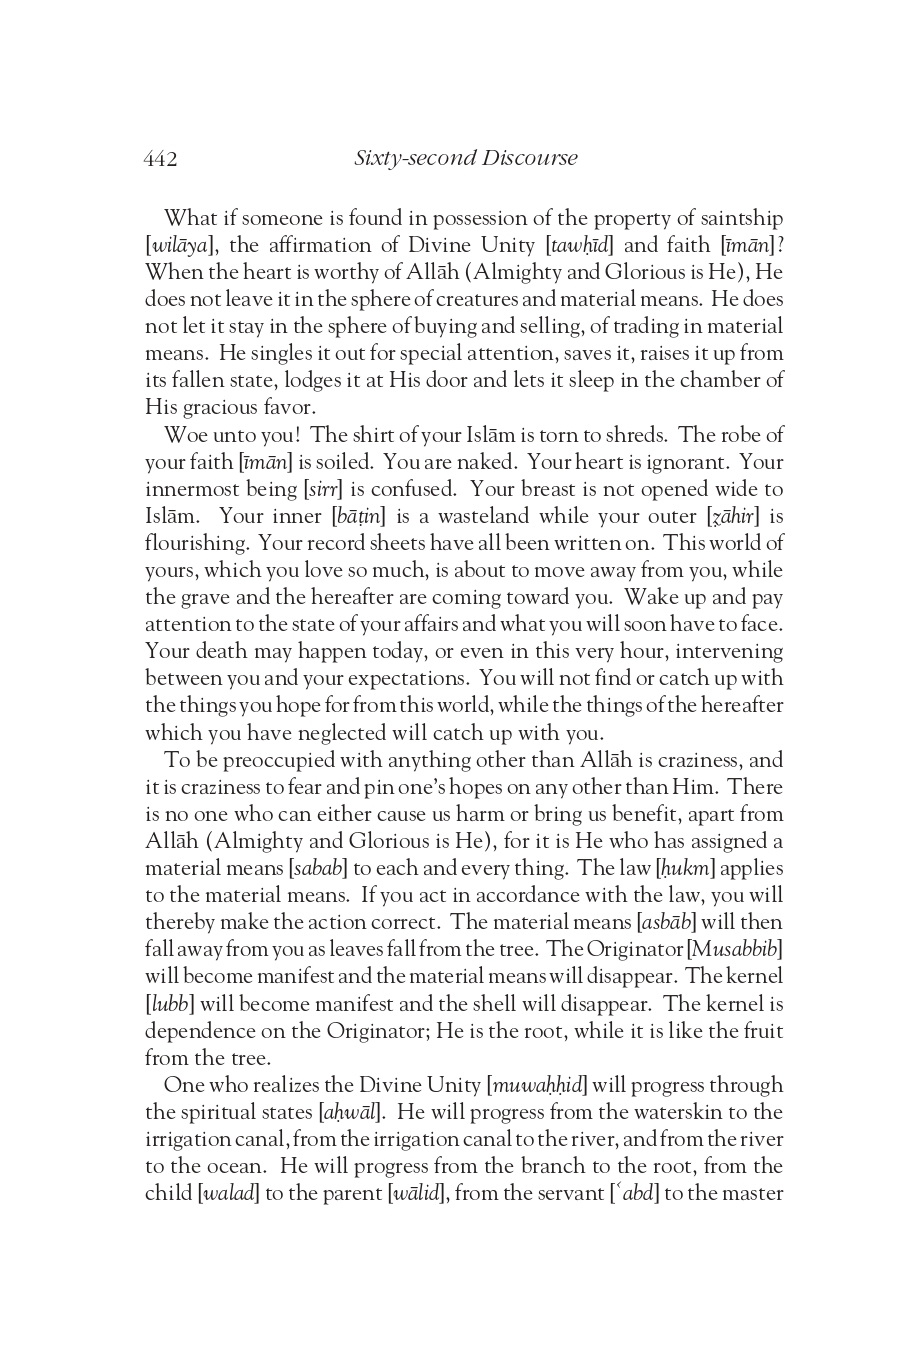 442
Sixty-second Discourse
What if someone is found in possession of the property of saintship
[wilāya], the affirmation of Divine Unity [tawḥīd] and faith [īmān]?
When the heart is worthy of Allāh (Almighty and Glorious is He), He
does not leave it in the sphere of creatures and material means. He does
not let it stay in the sphere of buying and selling, of trading in material
means. He singles it out for special attention, saves it, raises it up from
its fallen state, lodges it at His door and lets it sleep in the chamber of
His gracious favor.
Woe unto you! The shirt of your Islām is torn to shreds. The robe of
your faith [īmān] is soiled. You are naked. Your heart is ignorant. Your
innermost being [sirr] is confused. Your breast is not opened wide to
Islām. Your inner [bāṭin] is a wasteland while your outer [ẓāhir] is
flourishing. Your record sheets have all been written on. This world of
yours, which you love so much, is about to move away from you, while
the grave and the hereafter are coming toward you. Wake up and pay
attention to the state of your affairs and what you will soon have to face.
Your death may happen today, or even in this very hour, intervening
between you and your expectations. You will not find or catch up with
the things you hope for from this world, while the things of the hereafter
which you have neglected will catch up with you.
To be preoccupied with anything other than Allāh is craziness, and
it is craziness to fear and pin one's hopes on any other than Him. There
is no one who can either cause us harm or bring us benefit, apart from
Allāh (Almighty and Glorious is He), for it is He who has assigned a
material means [sabab] to each and every thing. The law [ḥukm] applies
to the material means. If you act in accordance with the law, you will
thereby make the action correct. The material means [asbāb] will then
fall away from you as leaves fall from the tree. The Originator [Musabbib]
will become manifest and the material means will disappear. The kernel
[lubb] will become manifest and the shell will disappear. The kernel is
dependence on the Originator; He is the root, while it is like the fruit
from the tree.
One who realizes the Divine Unity [muwaḥḥid] will progress through
the spiritual states [aḥwāl]. He will progress from the waterskin to the
irrigation canal, from the irrigation canal to the river, and from the river
to the ocean. He will progress from the branch to the root, from the
child [walad] to the parent [wālid], from the servant [ʿabd] to the master